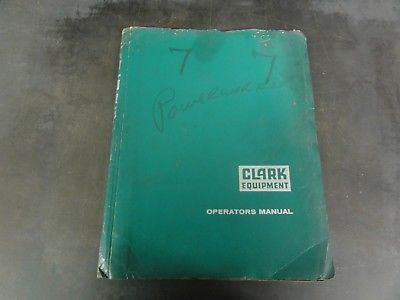 7 7
CLARK
EQUIPMENT
OPERATORS MANUAL